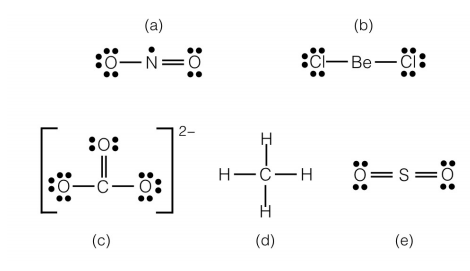 (a) (b)
O—N=O Cl—Be—Cl
2−
O
H
O—C—O
H—C—H
O=S=O
H
(c) (d) (e)